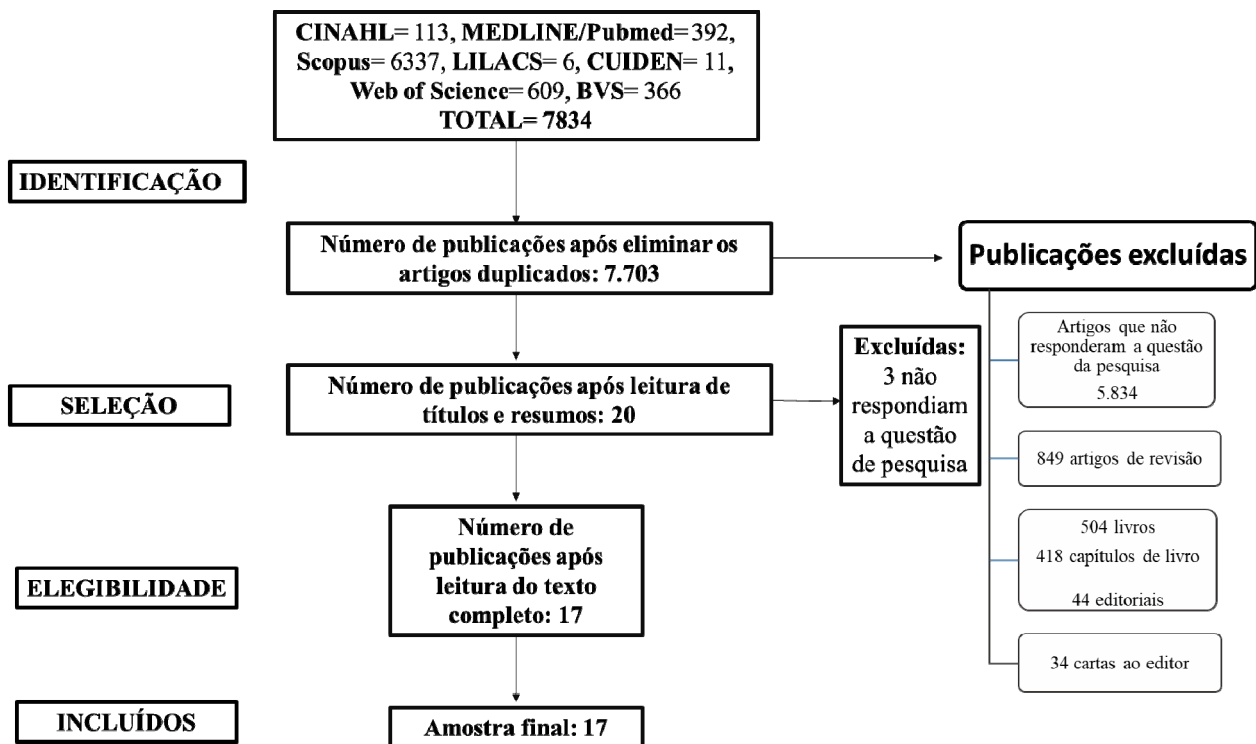 CINAHL= 113, MEDLINE/Pubmed=392,
Scopus= 6337, LILACS= 6, CUIDEN= 11,
Web of Science= 609, BVS= 366
TOTAL= 7834
IDENTIFICAÇÃO
Número de publicações após eliminar os
artigos duplicados: 7.703
Publicações excluídas
Artigos que não
responderam a questão
da pesquisa
5.834
849 artigos de revisão
504 livros
418 capítulos de livro
44 editoriais
34 cartas ao editor
SELEÇÃO
Número de publicações após leitura de
títulos e resumos: 20
Excluídas:
3 não
respondiam
a questão
de pesquisa
ELEGIBILIDADE
Número de
publicações após
leitura do texto
completo: 17
INCLUÍDOS
Amostra final: 17